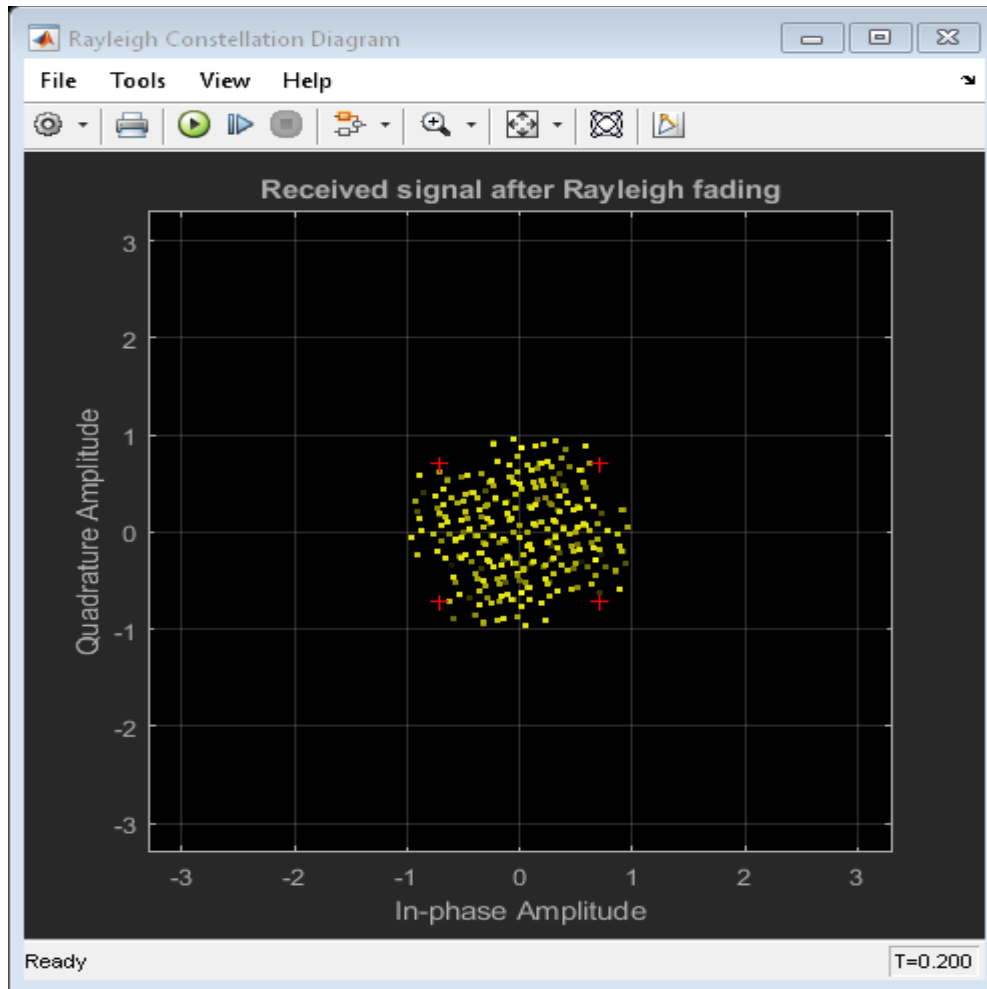 Rayleigh Constellation Diagram
File Tools View Help
Received signal after Rayleigh fading
3
2
1
0
-1
-2
-3
Quadrature Amplitude
-3 -2 -1 0 1 2 3
In-phase Amplitude
Ready T=0.200